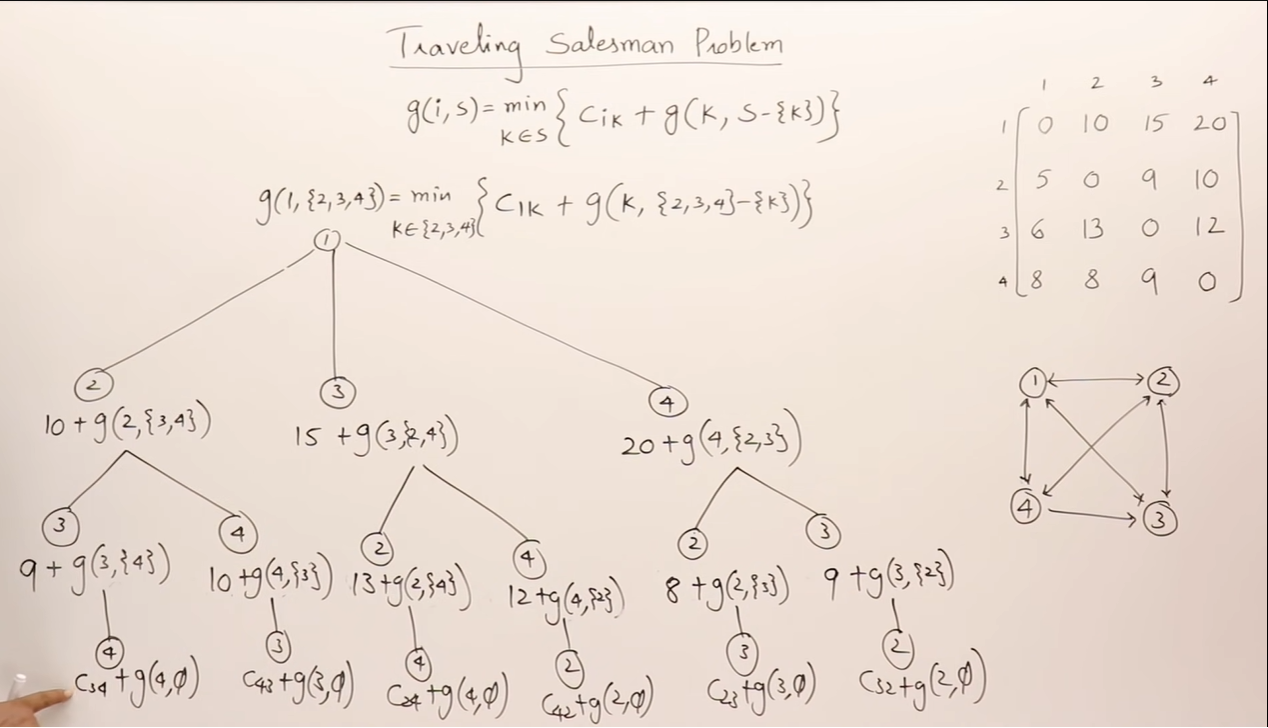 Traveling Salesman Problem
g(i,s)= min { Cik + g(k, S-{k})}
k∈S
g(1,{2,3,4})= min { C1k + g(k, {2,3,4}-{k})}
k∈{2,3,4}
1 2 3 4
1 0 10 15 20
2 5 0 9 10
3 6 13 0 12
4 8 8 9 0
1
2 3 4
10+g(2,{3,4}) 15+g(3,{2,4}) 20+g(4,{2,3})
3 4 2 4 2 3
9+g(3,{4}) 10+g(4,{3}) 13+g(2,{4}) 12+g(4,{2}) 8+g(2,{3}) 9+g(3,{2})
4 3 4 2 3 2
C34+g(4,φ) C43+g(3,φ) C24+g(4,φ) C42+g(2,φ) C23+g(3,φ) C32+g(2,φ)
1 2
4 3